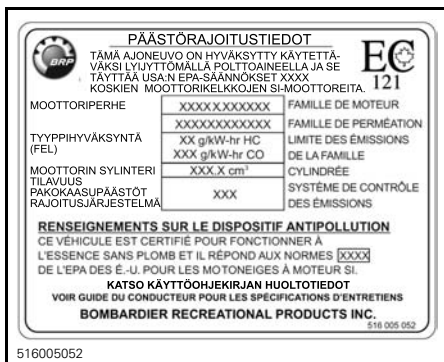 PÄÄSTÖRAJOITUSTIEDOT
BRP
TÄMÄ AJONEUVO ON HYVÄKSYTTY KÄYTETTÄ-
VÄKSI LYIJYTTÖMÄLLÄ POLTTOAINEELLA JA SE
TÄYTTÄÄ USA:N EPA-SÄÄNNÖKSET XXXX
KOSKIEN MOOTTORIKELKKOJEN SI-MOOTTOREITA.
EC
121
MOOTTORIPERHE XXXXX.XXXXXX FAMILLE DE MOTEUR
XXXXXXXXXXXX FAMILLE DE PERMÉATION
TYYPPIHYVÄKSYNTÄ XX g/kW-hr HC LIMITE DES ÉMISSIONS
(FEL) XXX g/kW-hr CO DE LA FAMILLE
MOOTTORIN SYLINTERI XXX.X cm³ CYLINDRÉE
TILAVUUS
PAKOKAASUPÄÄSTÖT XXX SYSTÈME DE CONTRÔLE
RAJOITUSJÄRJESTELMÄ DES ÉMISSIONS
RENSEIGNEMENTS SUR LE DISPOSITIF ANTIPOLLUTION
CE VÉHICULE EST CERTIFIÉ POUR FONCTIONNER À
L'ESSENCE SANS PLOMB ET IL RÉPOND AUX NORMES XXXX
DE L'EPA DES É.-U. POUR LES MOTONEIGES À MOTEUR SI.
KATSO KÄYTTÖOHJEKIRJAN HUOLTOTIEDOT
VOIR GUIDE DU CONDUCTEUR POUR LES SPÉCIFICATIONS D'ENTRETIENS
BOMBARDIER RECREATIONAL PRODUCTS INC.
516 005 052
516005052